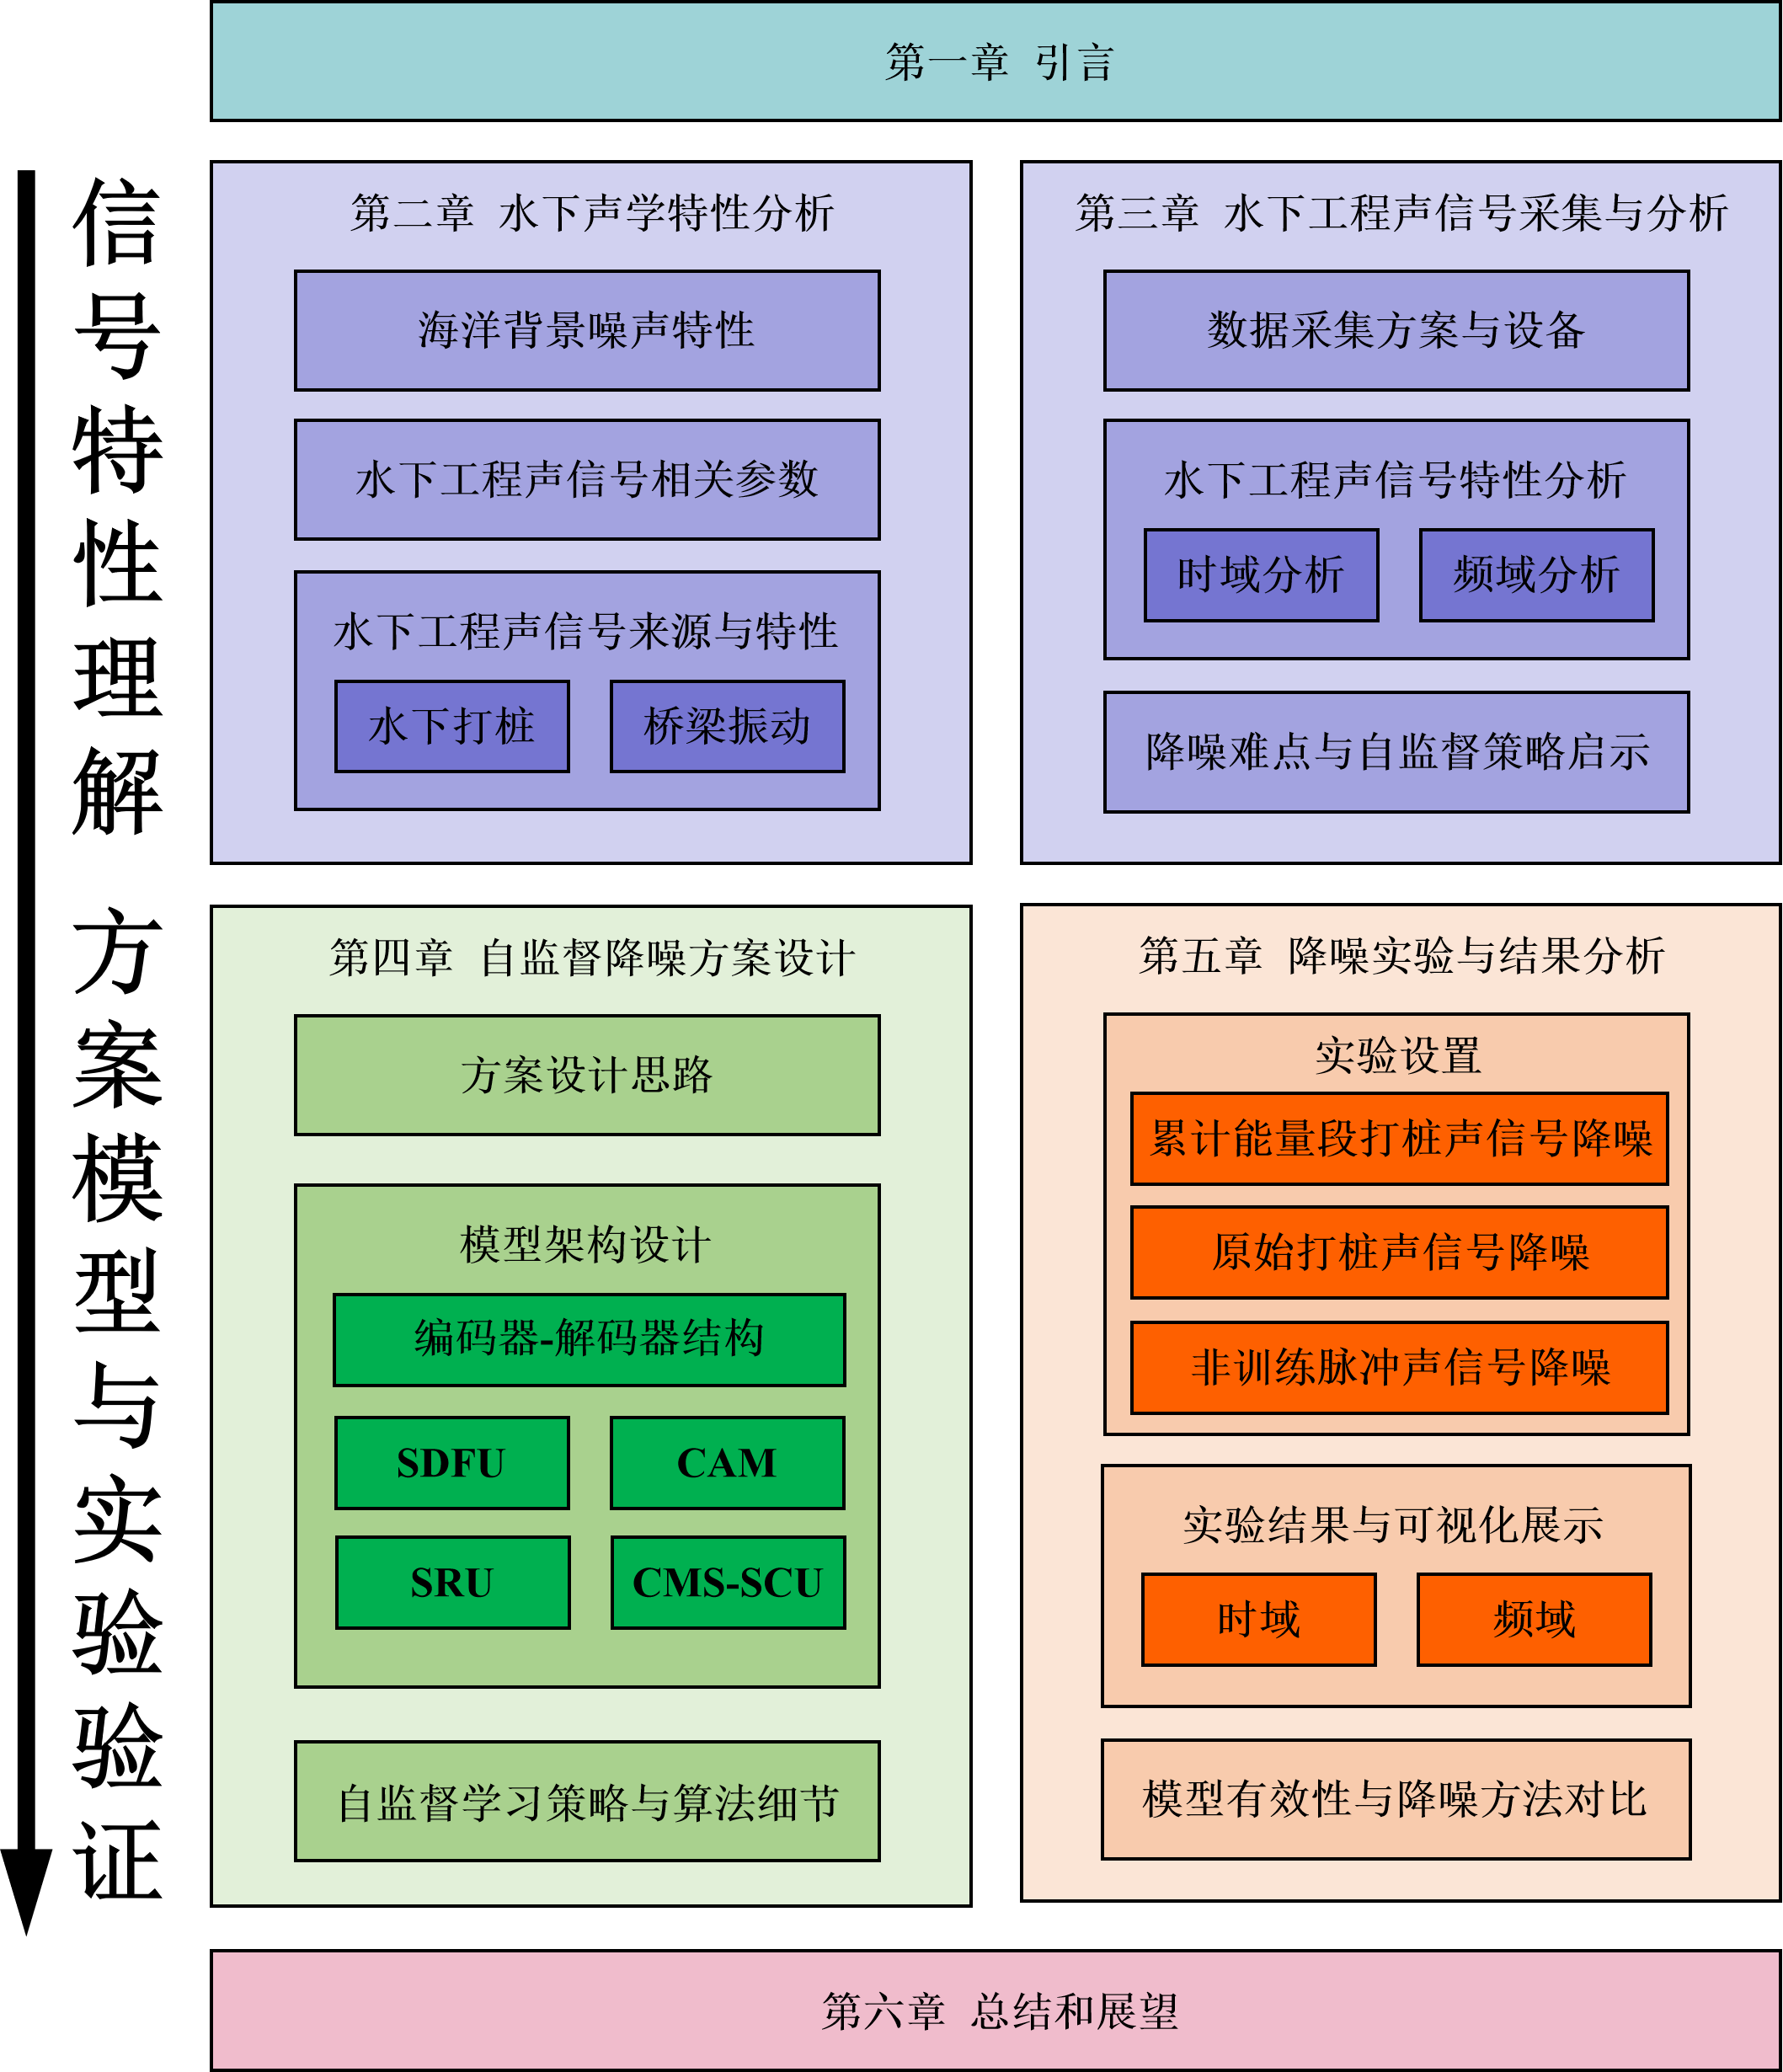 第一章 引言
信号特性理解
第二章 水下声学特性分析
海洋背景噪声特性
水下工程声信号相关参数
水下工程声信号来源与特性
水下打桩
桥梁振动
第三章 水下工程声信号采集与分析
数据采集方案与设备
水下工程声信号特性分析
时域分析
频域分析
降噪难点与自监督策略启示
方案模型与实验验证
第四章 自监督降噪方案设计
方案设计思路
模型架构设计
编码器-解码器结构
SDFU
CAM
SRU
CMS-SCU
自监督学习策略与算法细节
第五章 降噪实验与结果分析
实验设置
累计能量段打桩声信号降噪
原始打桩声信号降噪
非训练脉冲声信号降噪
实验结果与可视化展示
时域
频域
模型有效性与降噪方法对比
第六章 总结和展望